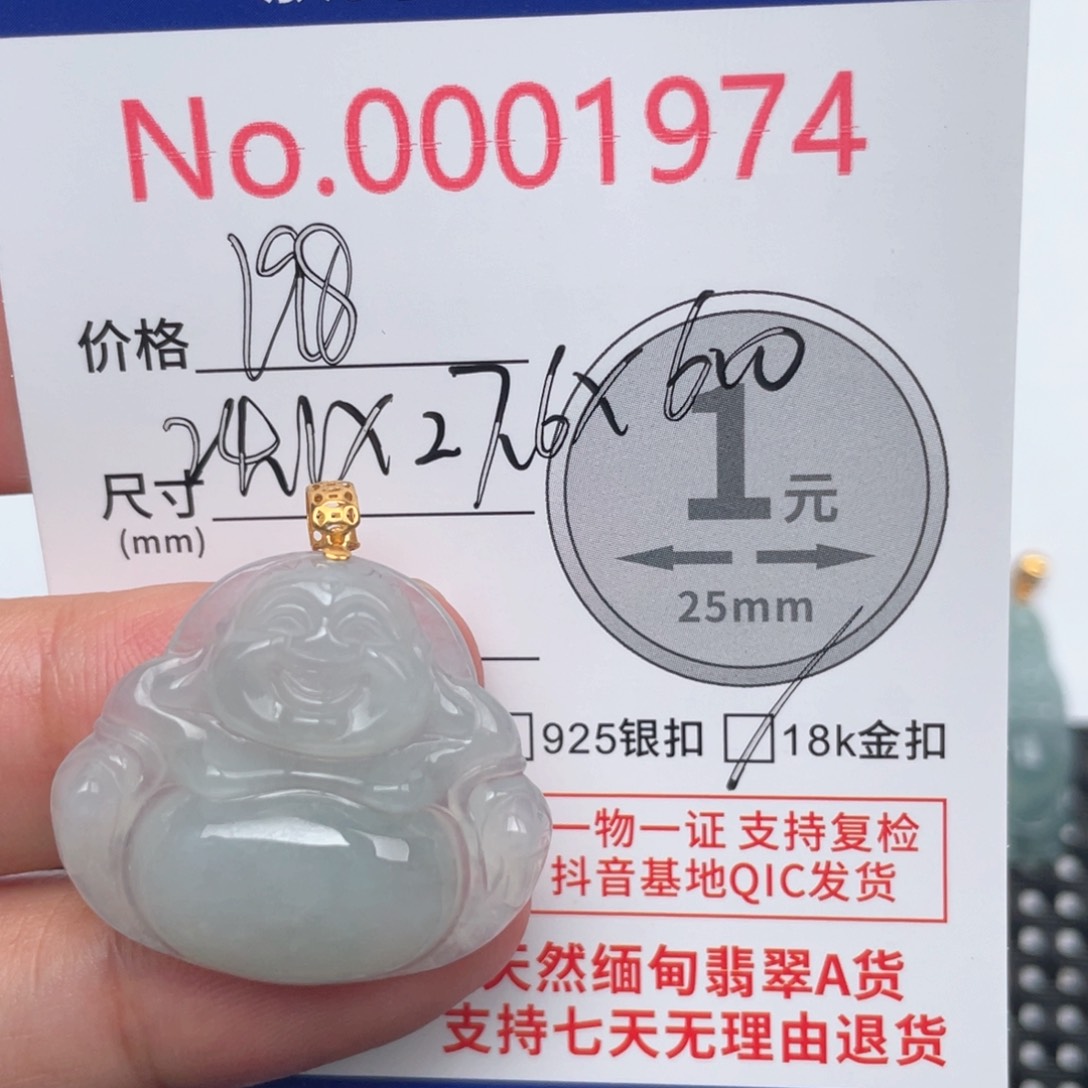 No.0001974
价格 198
尺寸 24.1X27.6X6.00
(mm)
1元
25mm
925银扣 18k金扣
一物一证 支持复检
抖音基地QIC发货
天然缅甸翡翠A货
支持七天无理由退货